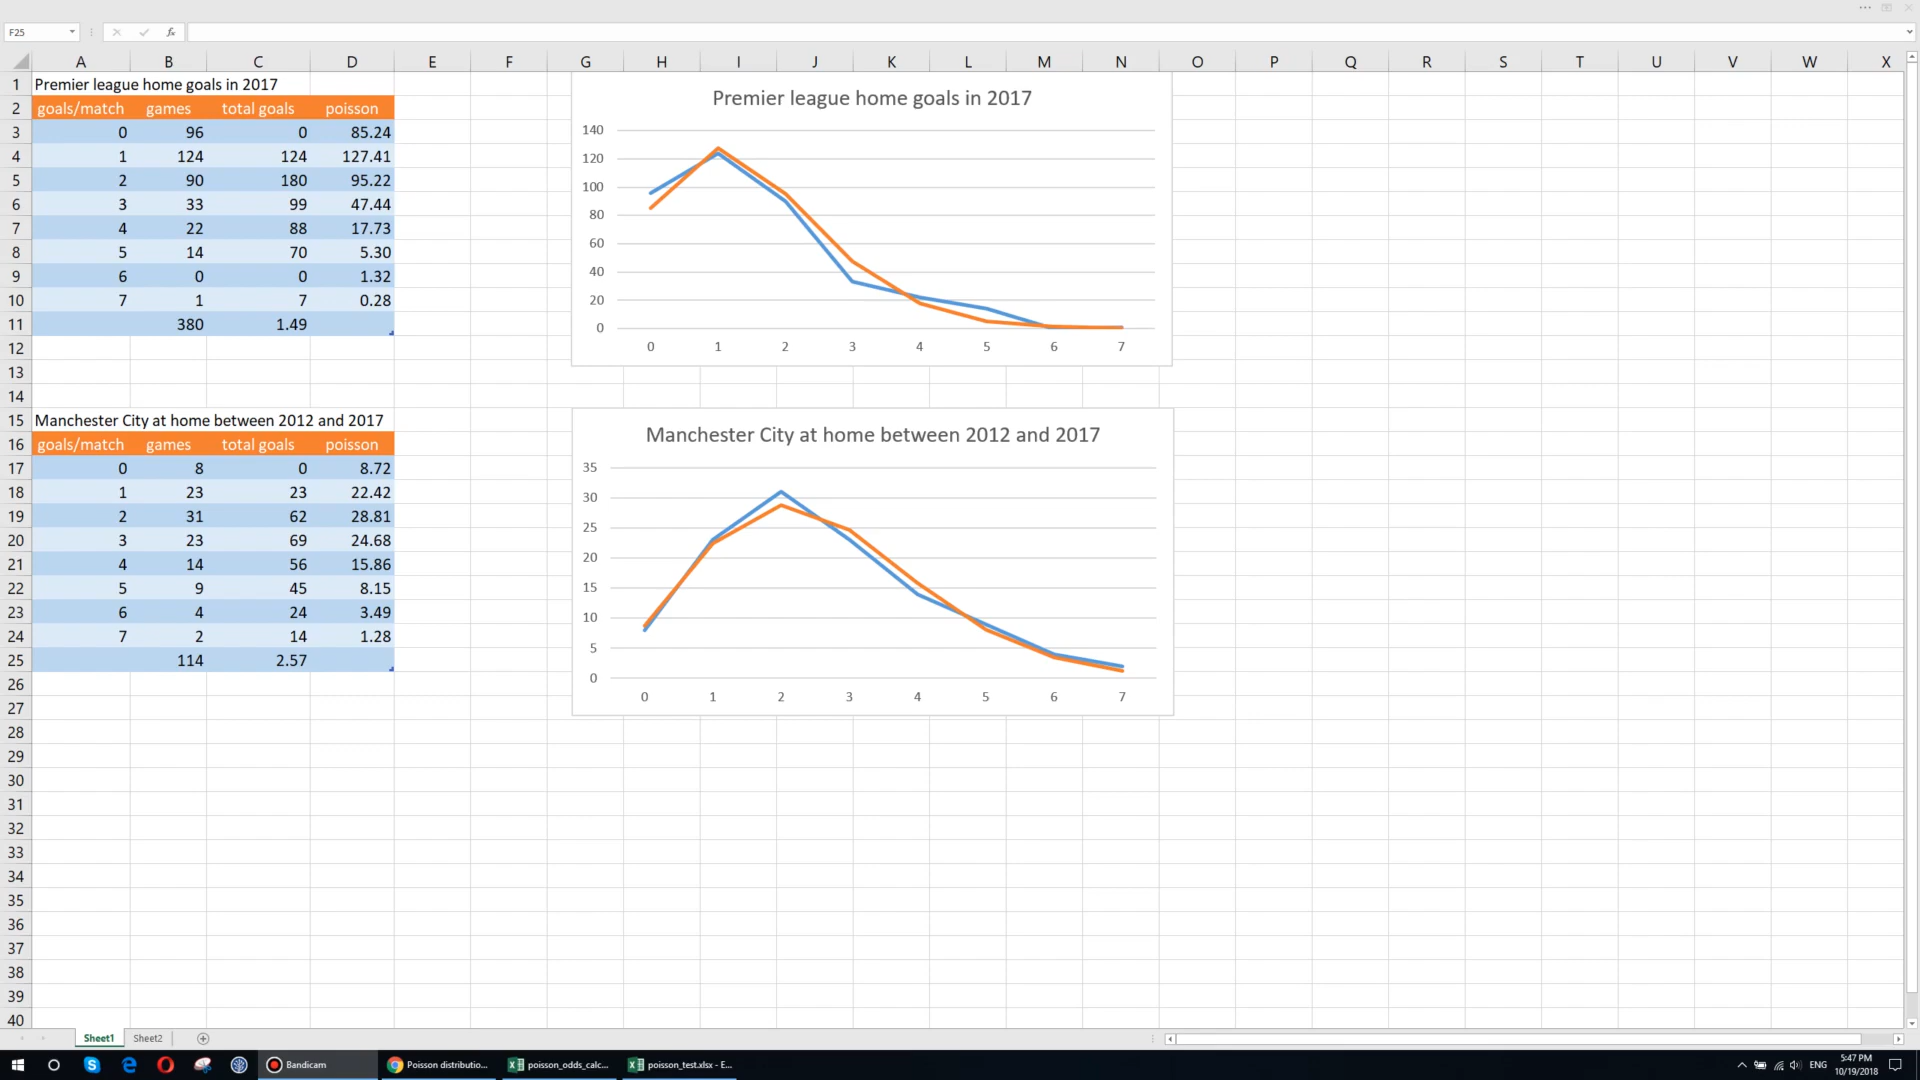 F25
fx
A B C D E F G H I J K L M N O P Q R S T U V W X
1 Premier league home goals in 2017
2 goals/match games total goals poisson
3 0 96 0 85.24
4 1 124 124 127.41
5 2 90 180 95.22
6 3 33 99 47.44
7 4 22 88 17.73
8 5 14 70 5.30
9 6 0 0 1.32
10 7 1 7 0.28
11 380 1.49
12
13
14
15 Manchester City at home between 2012 and 2017
16 goals/match games total goals poisson
17 0 8 0 8.72
18 1 23 23 22.42
19 2 31 62 28.81
20 3 23 69 24.68
21 4 14 56 15.86
22 5 9 45 8.15
23 6 4 24 3.49
24 7 2 14 1.28
25 114 2.57
26
27
28
29
30
31
32
33
34
35
36
37
38
39
40
Premier league home goals in 2017
140
120
100
80
60
40
20
0
0 1 2 3 4 5 6 7
Manchester City at home between 2012 and 2017
35
30
25
20
15
10
5
0
0 1 2 3 4 5 6 7
Sheet1 Sheet2
Bandicam Poisson distributio... poisson_odds_calc... poisson_test.xlsx - E... ENG 5:47 PM
10/19/2018